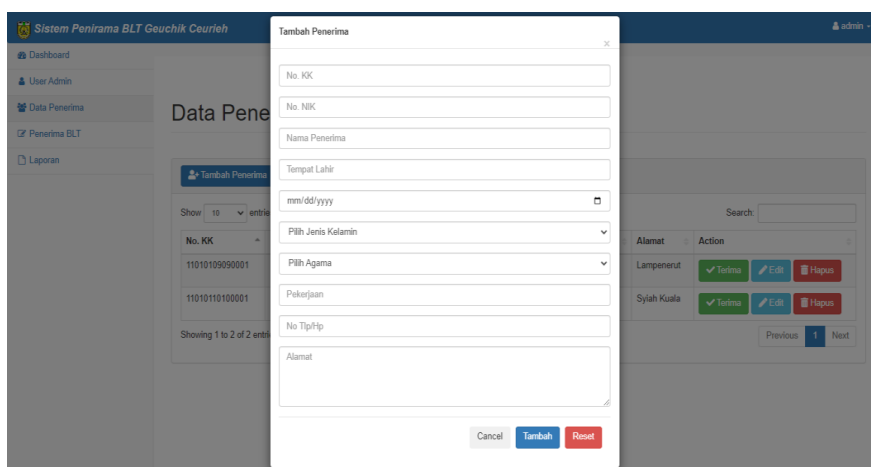 Sistem Penirama BLT Geuchik Ceurieh
admin
Dashboard
User Admin
Data Penerima
Penerima BLT
Laporan
Data Pene
Tambah Penerima
Show 10 entrie
Search:
No. KK
Alamat
Action
11010109090001
Lampenerut
Terima
Edit
Hapus
11010110100001
Syiah Kuala
Terima
Edit
Hapus
Showing 1 to 2 of 2 entri
Previous 1 Next
Tambah Penerima
x
No. KK
No. NIK
Nama Penerima
Tempat Lahir
mm/dd/yyyy
Pilih Jenis Kelamin
Pilih Agama
Pekerjaan
No Tlp/Hp
Alamat
Cancel
Tambah
Reset